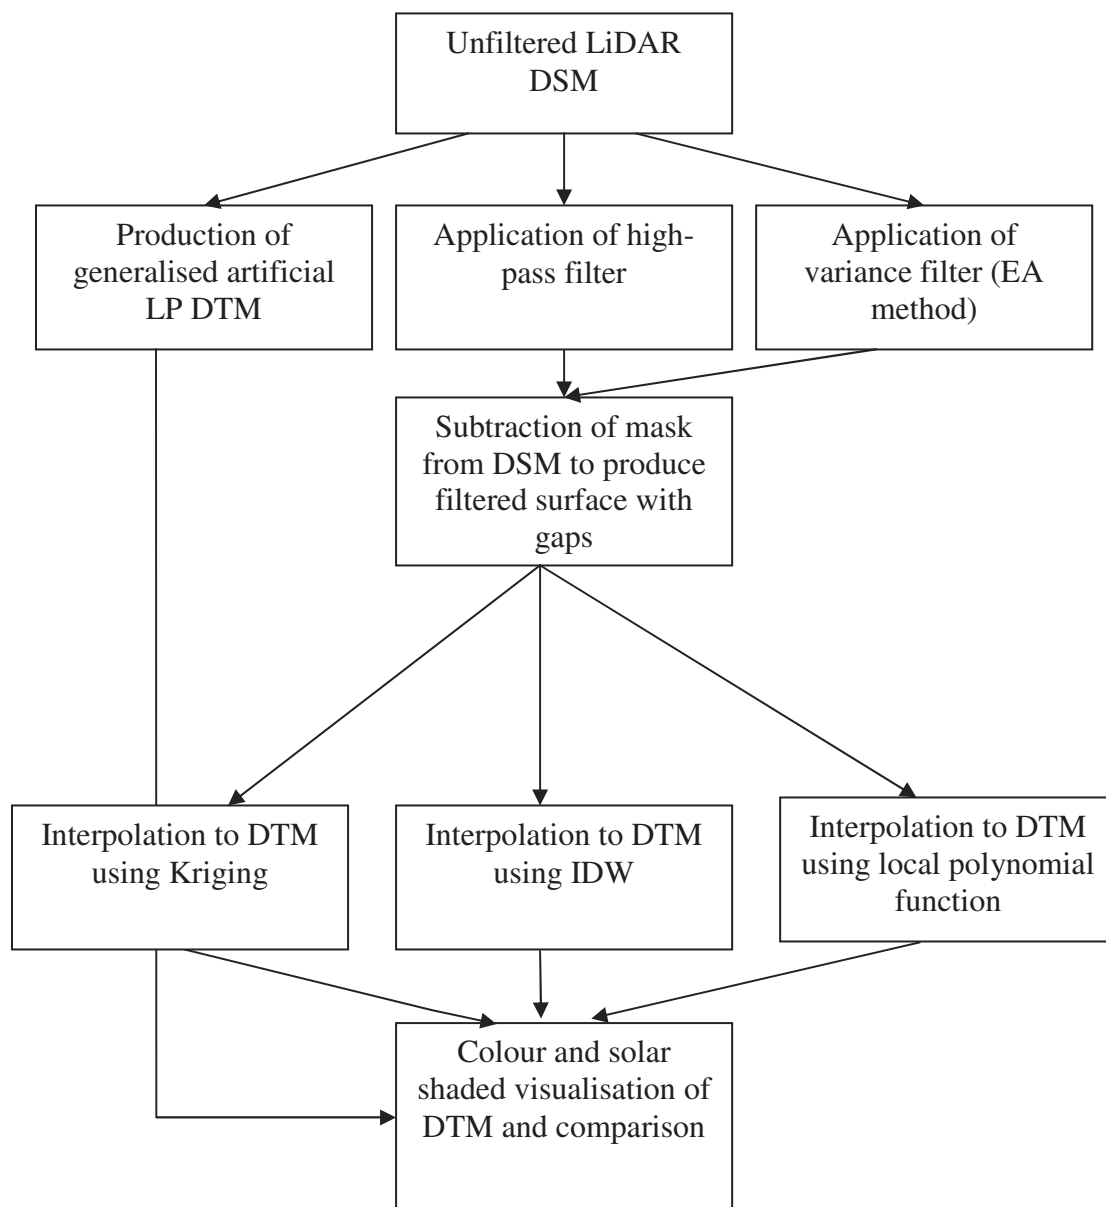 Unfiltered LiDAR
DSM
Production of
generalised artificial
LP DTM
Application of high-
pass filter
Application of
variance filter (EA
method)
Subtraction of mask
from DSM to produce
filtered surface with
gaps
Interpolation to DTM
using Kriging
Interpolation to DTM
using IDW
Interpolation to DTM
using local polynomial
function
Colour and solar
shaded visualisation of
DTM and comparison